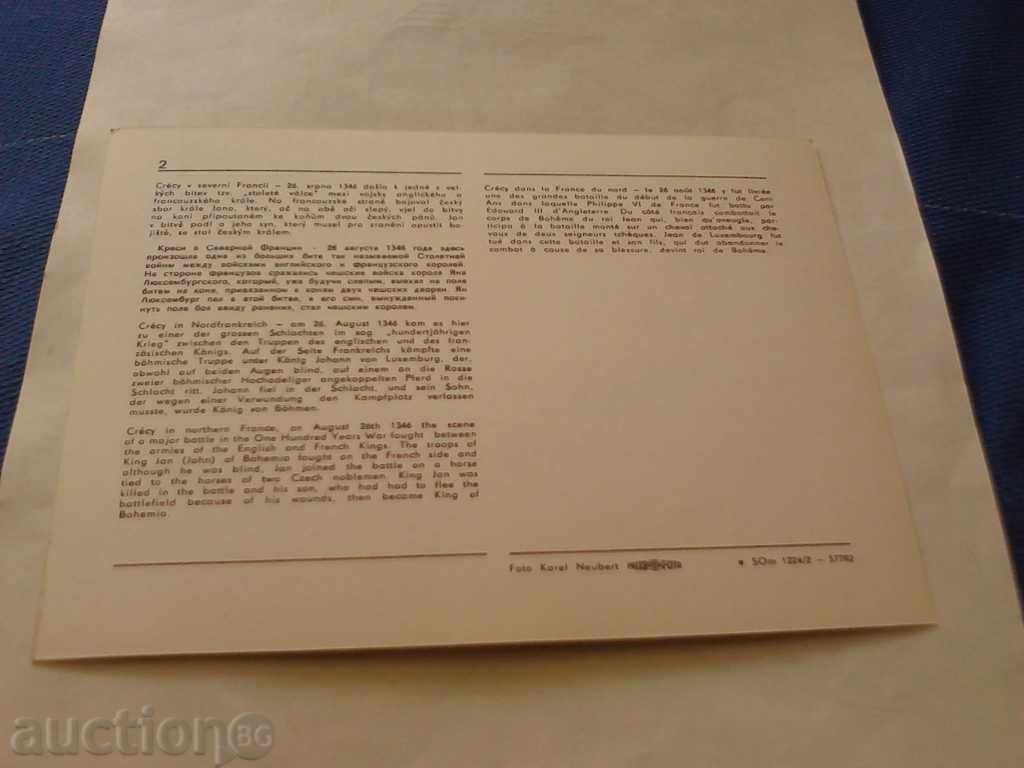 2
Crécy v severní Francii – 26. srpna 1346 došlo k jedné z vel-
kých bitev tzv. „stoleté války" mezi vojsky anglického a
francouzského krále. Na francouzské straně bojoval český
sbor krále Jana, který, ač na obě oči slepý, vjel do bitvy
na koni připoutaném ke koňům dvou českých pánů. Jan
v bitvě padl a jeho syn, který musel pro zranění opustit bo-
jiště, se stal českým králem.
Креси в Северной Франции – 26 августа 1346 года здесь
произошла одна из больших битв так называемой Столетней
войны между войсками английского и французского королей.
На стороне французов сражались чешские войска короля Яна
Люксембургского, который, уже будучи слепым, выехал на поле
битвы на коне, привязанном к коням двух чешских дворян. Ян
Люксембург пал в этой битве, а его сын, вынужденный поки-
нуть поле боя ввиду ранения, стал чешским королем.
Crécy in Nordfrankreich – am 26. August 1346 kam es hier
zu einer der grossen Schlachten im sog. „hundertjährigen
Krieg" zwischen den Truppen des englischen und des fran-
zösischen Königs. Auf der Seite Frankreichs kämpfte eine
böhmische Truppe unter König Johann von Luxemburg, der,
obwohl auf beiden Augen blind, auf einem an die Rosse
zweier böhmischer Hochadeliger angekoppelten Pferd in die
Schlacht ritt. Johann fiel in der Schlacht, und sein Sohn,
der wegen einer Verwundung den Kampfplatz verlassen
musste, wurde König von Böhmen.
Crécy in northern France, on August 26th 1346 the scene
of a major battle in the One Hundred Years War fought between
the armies of the English and French Kings. The troops of
King Jan (John) of Bohemia fought on the French side and
although he was blind, Jan joined the battle on a horse
tied to the horses of two Czech noblemen. King Jan was
killed in the battle and his son, who had had to flee the
battlefield because of his wounds, then became King of
Bohemia.
Crécy dans la France du nord – le 26 août 1346 y fut livrée
une des grandes batailles du début de la guerre de Cent
Ans dans laquelle Philippe VI de France fut battu par
Edouard III d'Angleterre. Du côté français combattait le
corps de Bohême du roi Jean qui, bien qu'aveugle, par-
ticipa à la bataille monté sur un cheval attaché aux che-
vaux de deux seigneurs tchèques. Jean de Luxembourg fut
tué dans cette bataille et son fils, qui dut abandonner le
combat à cause de sa blessure, devint roi de Bohême.
Foto Karel Neubert
SOm 1224/2 – 577/82
auction BG